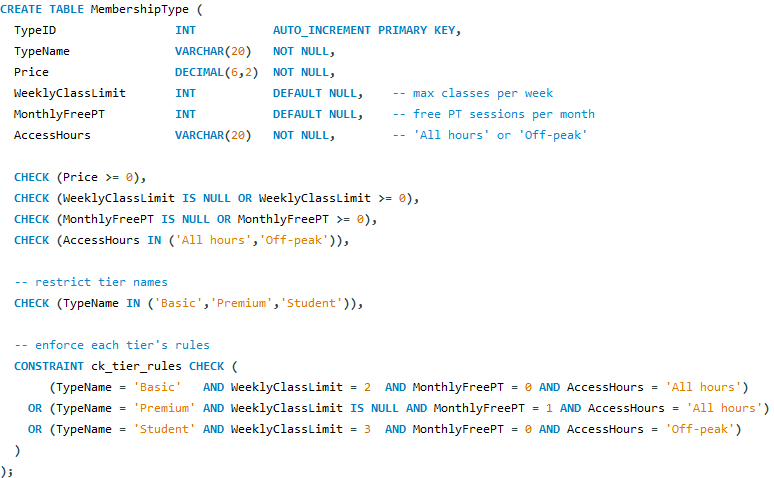 CREATE TABLE MembershipType (
  TypeID                 INT           AUTO_INCREMENT PRIMARY KEY,
  TypeName               VARCHAR(20)   NOT NULL,
  Price                  DECIMAL(6,2)  NOT NULL,
  WeeklyClassLimit       INT           DEFAULT NULL,    -- max classes per week
  MonthlyFreePT          INT           DEFAULT NULL,    -- free PT sessions per month
  AccessHours            VARCHAR(20)   NOT NULL,        -- 'All hours' or 'Off-peak'

  CHECK (Price >= 0),
  CHECK (WeeklyClassLimit IS NULL OR WeeklyClassLimit >= 0),
  CHECK (MonthlyFreePT IS NULL OR MonthlyFreePT >= 0),
  CHECK (AccessHours IN ('All hours','Off-peak')),

  -- restrict tier names
  CHECK (TypeName IN ('Basic','Premium','Student')),

  -- enforce each tier's rules
  CONSTRAINT ck_tier_rules CHECK (
       (TypeName = 'Basic'   AND WeeklyClassLimit = 2  AND MonthlyFreePT = 0 AND AccessHours = 'All hours')
    OR (TypeName = 'Premium' AND WeeklyClassLimit IS NULL AND MonthlyFreePT = 1 AND AccessHours = 'All hours')
    OR (TypeName = 'Student' AND WeeklyClassLimit = 3  AND MonthlyFreePT = 0 AND AccessHours = 'Off-peak')
  )
);